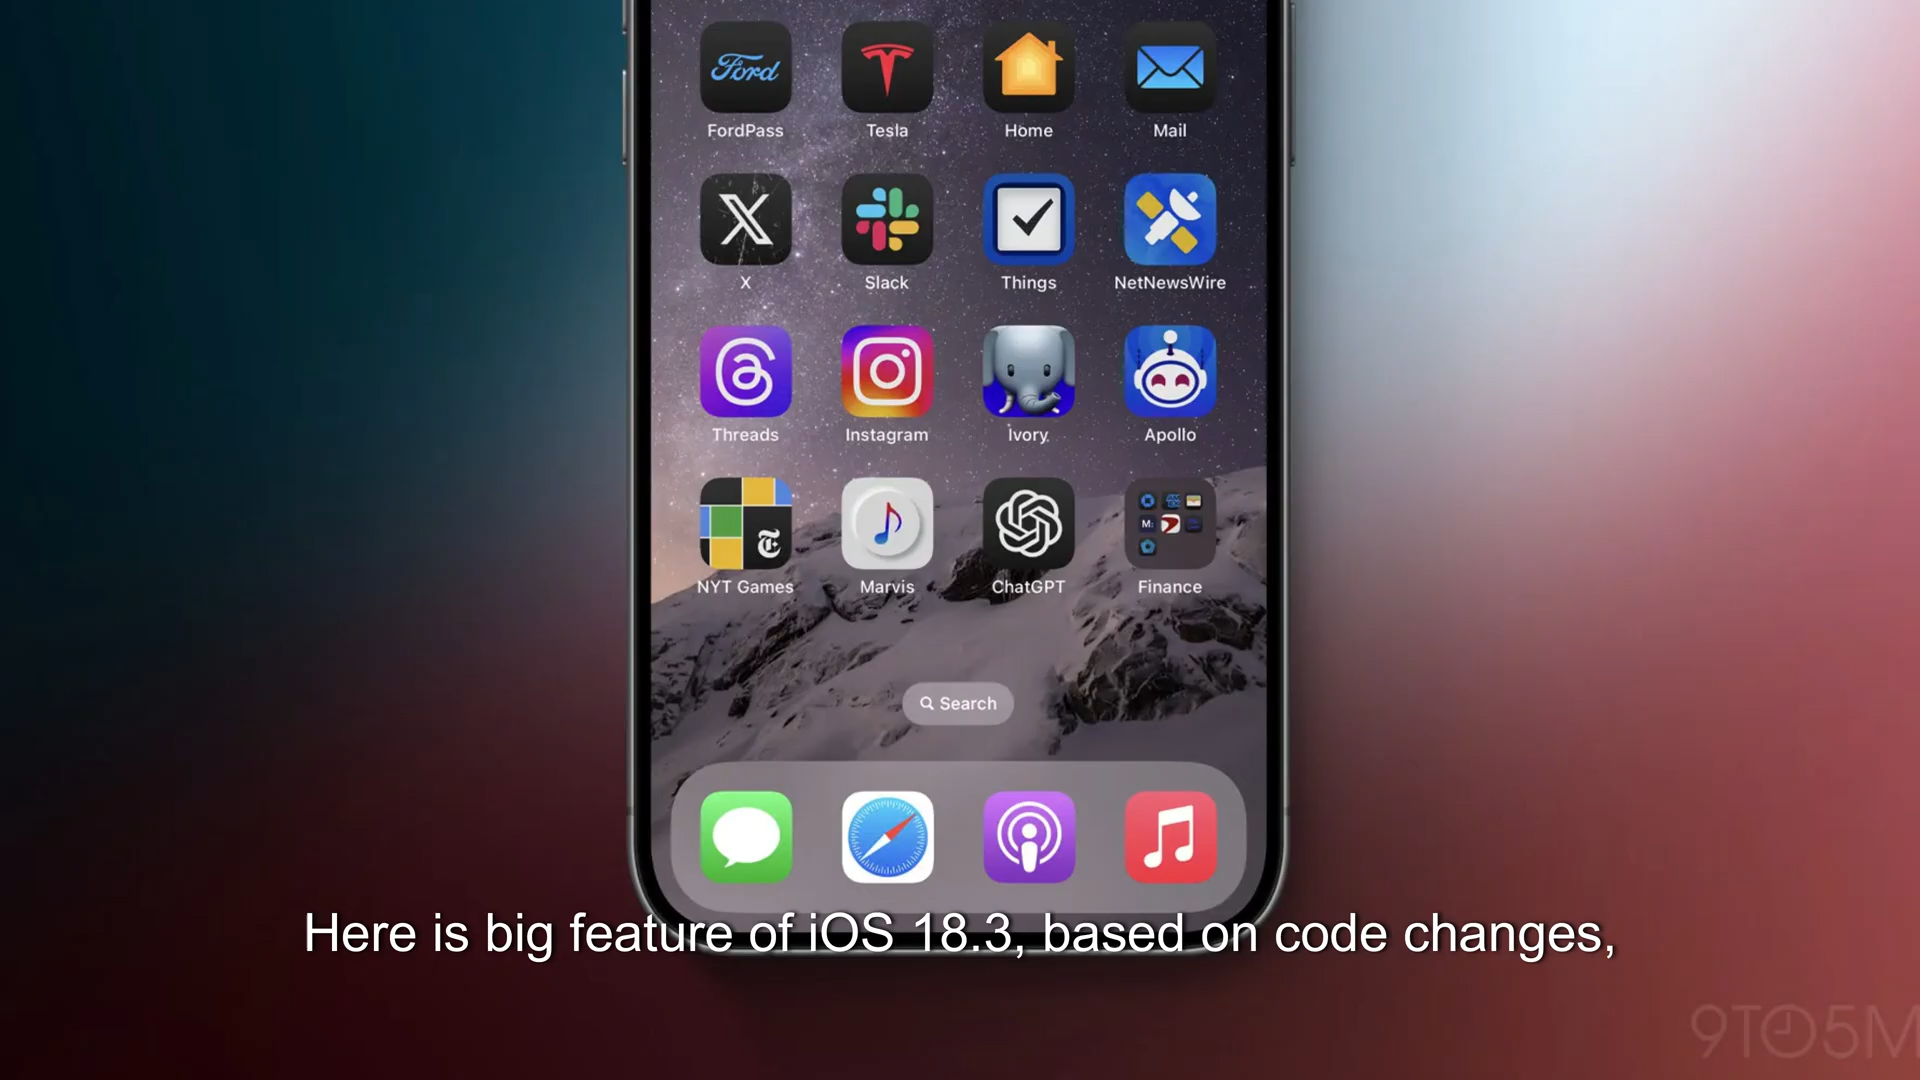 Ford
FordPass Tesla Home Mail
X Slack Things NetNewsWire
Threads Instagram Ivory Apollo
NYT Games Marvis ChatGPT Finance
Search
Here is big feature of iOS 18.3, based on code changes,
9TO5M